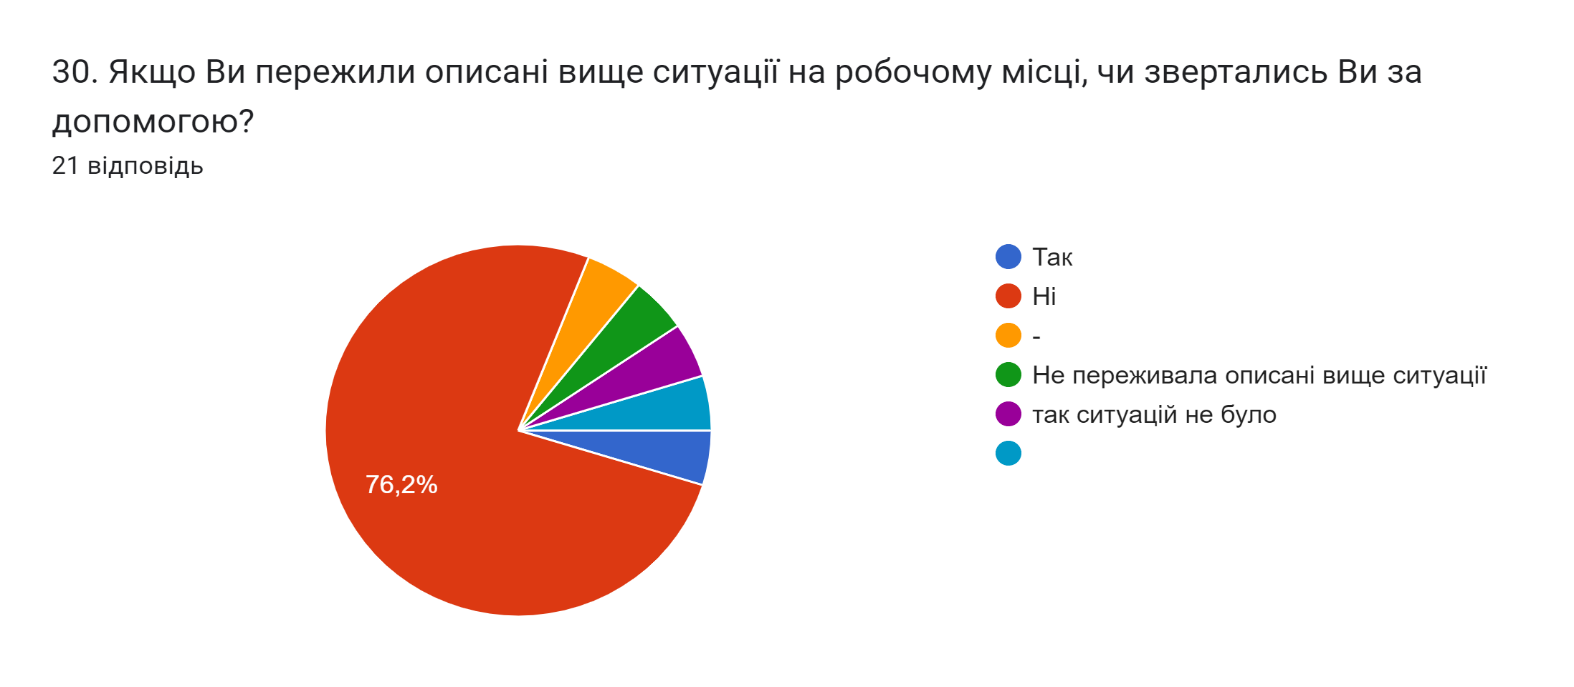 30. Якщо Ви пережили описані вище ситуації на робочому місці, чи звертались Ви за
допомогою?
21 відповідь
Так
Ні
-
Не переживала описані вище ситуації
так ситуацій не було
76,2%